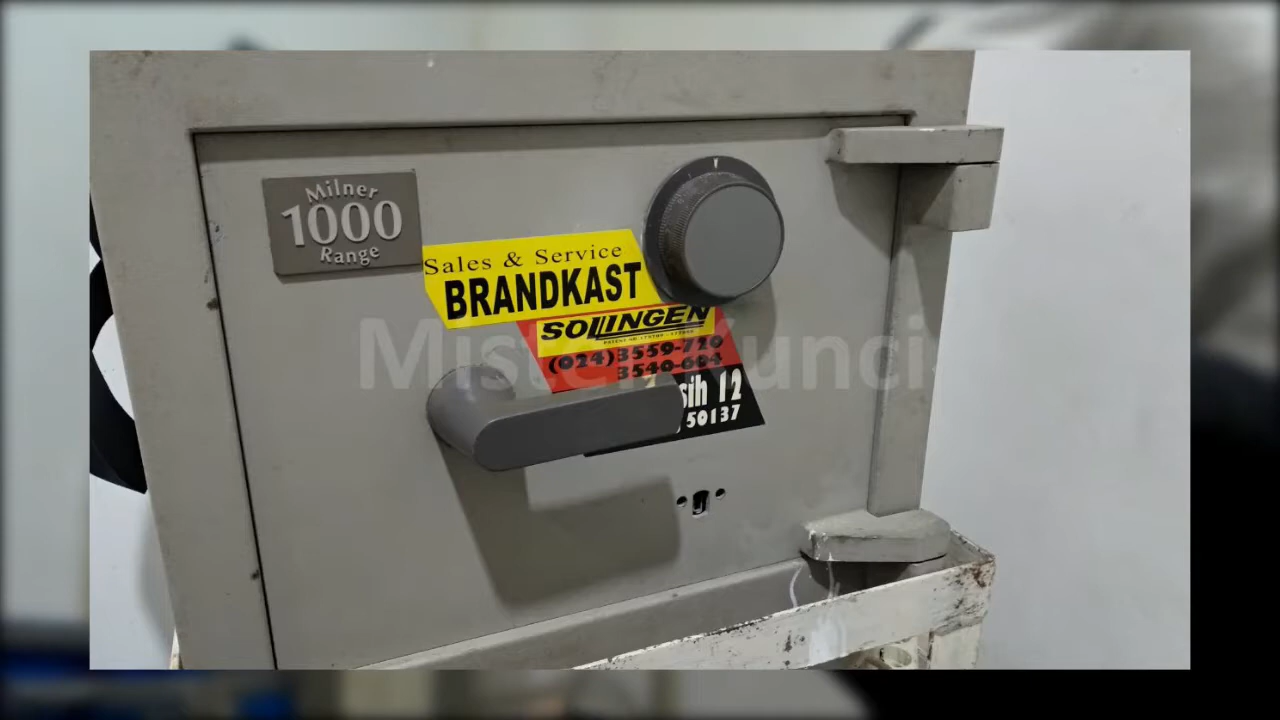 Milner
1000
Range
Sales & Service
BRANDKAST
SOLLINGEN
(024)3559-720
3540-604
sih 12
50137